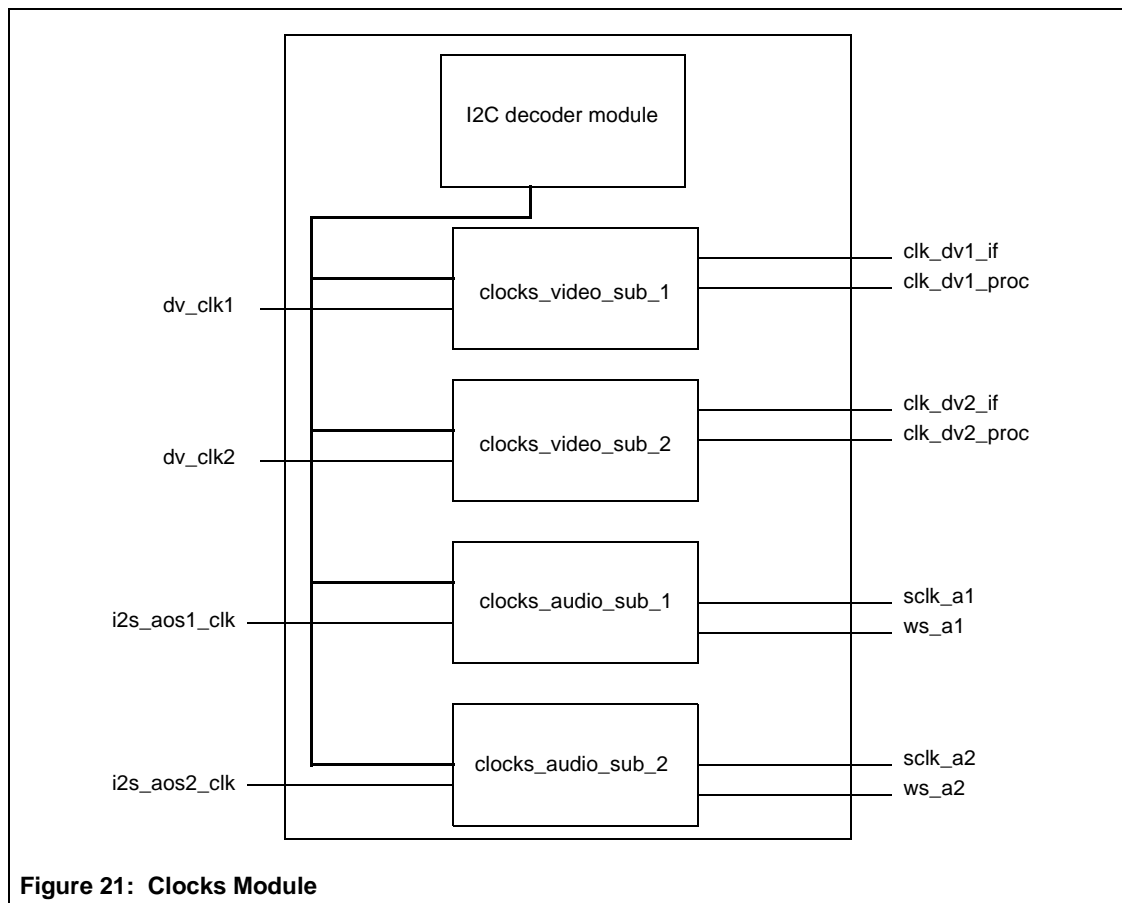 I2C decoder module
clk_dv1_if
clocks_video_sub_1
clk_dv1_proc
dv_clk1
clk_dv2_if
clocks_video_sub_2
clk_dv2_proc
dv_clk2
clocks_audio_sub_1
sclk_a1
i2s_aos1_clk
ws_a1
clocks_audio_sub_2
sclk_a2
i2s_aos2_clk
ws_a2
Figure 21: Clocks Module